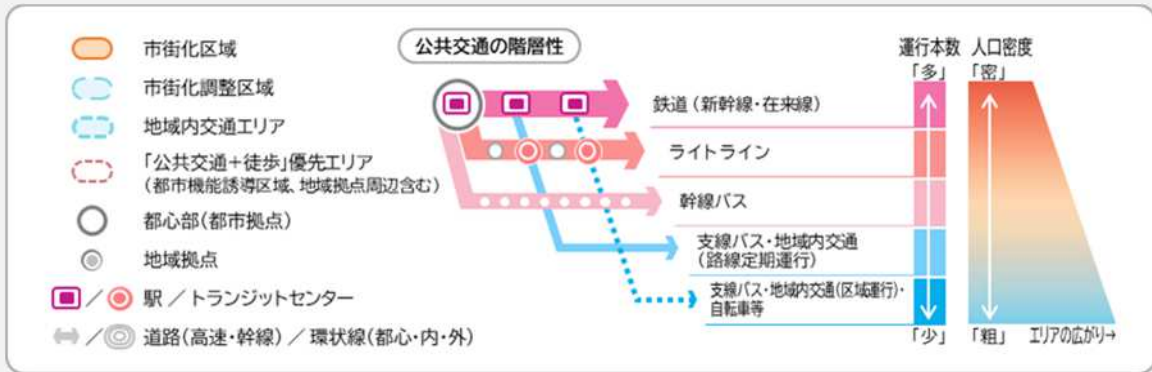 市街化区域
市街化調整区域
地域内交通エリア
「公共交通+徒歩」優先エリア
(都市機能誘導区域、地域拠点周辺含む)
都心部(都市拠点)
地域拠点
/ 駅 / トランジットセンター
/ 道路(高速・幹線) / 環状線(都心・内・外)
公共交通の階層性
鉄道(新幹線・在来線)
ライトライン
幹線バス
支線バス・地域内交通
(路線定期運行)
支線バス・地域内交通(区域運行)・
自転車等
運行本数
「多」
「少」
人口密度
「密」
「粗」
エリアの広がり→